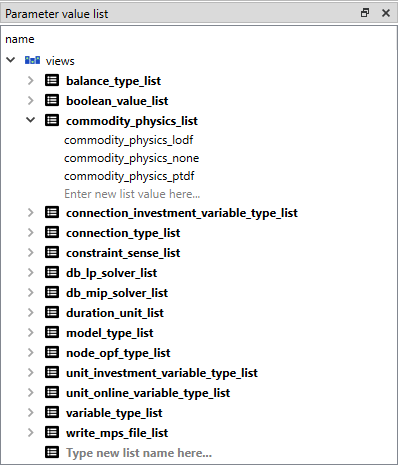 Parameter value list
name
views
balance_type_list
boolean_value_list
commodity_physics_list
commodity_physics_lodf
commodity_physics_none
commodity_physics_ptdf
Enter new list value here...
connection_investment_variable_type_list
connection_type_list
constraint_sense_list
db_lp_solver_list
db_mip_solver_list
duration_unit_list
model_type_list
node_opf_type_list
unit_investment_variable_type_list
unit_online_variable_type_list
variable_type_list
write_mps_file_list
Type new list name here...